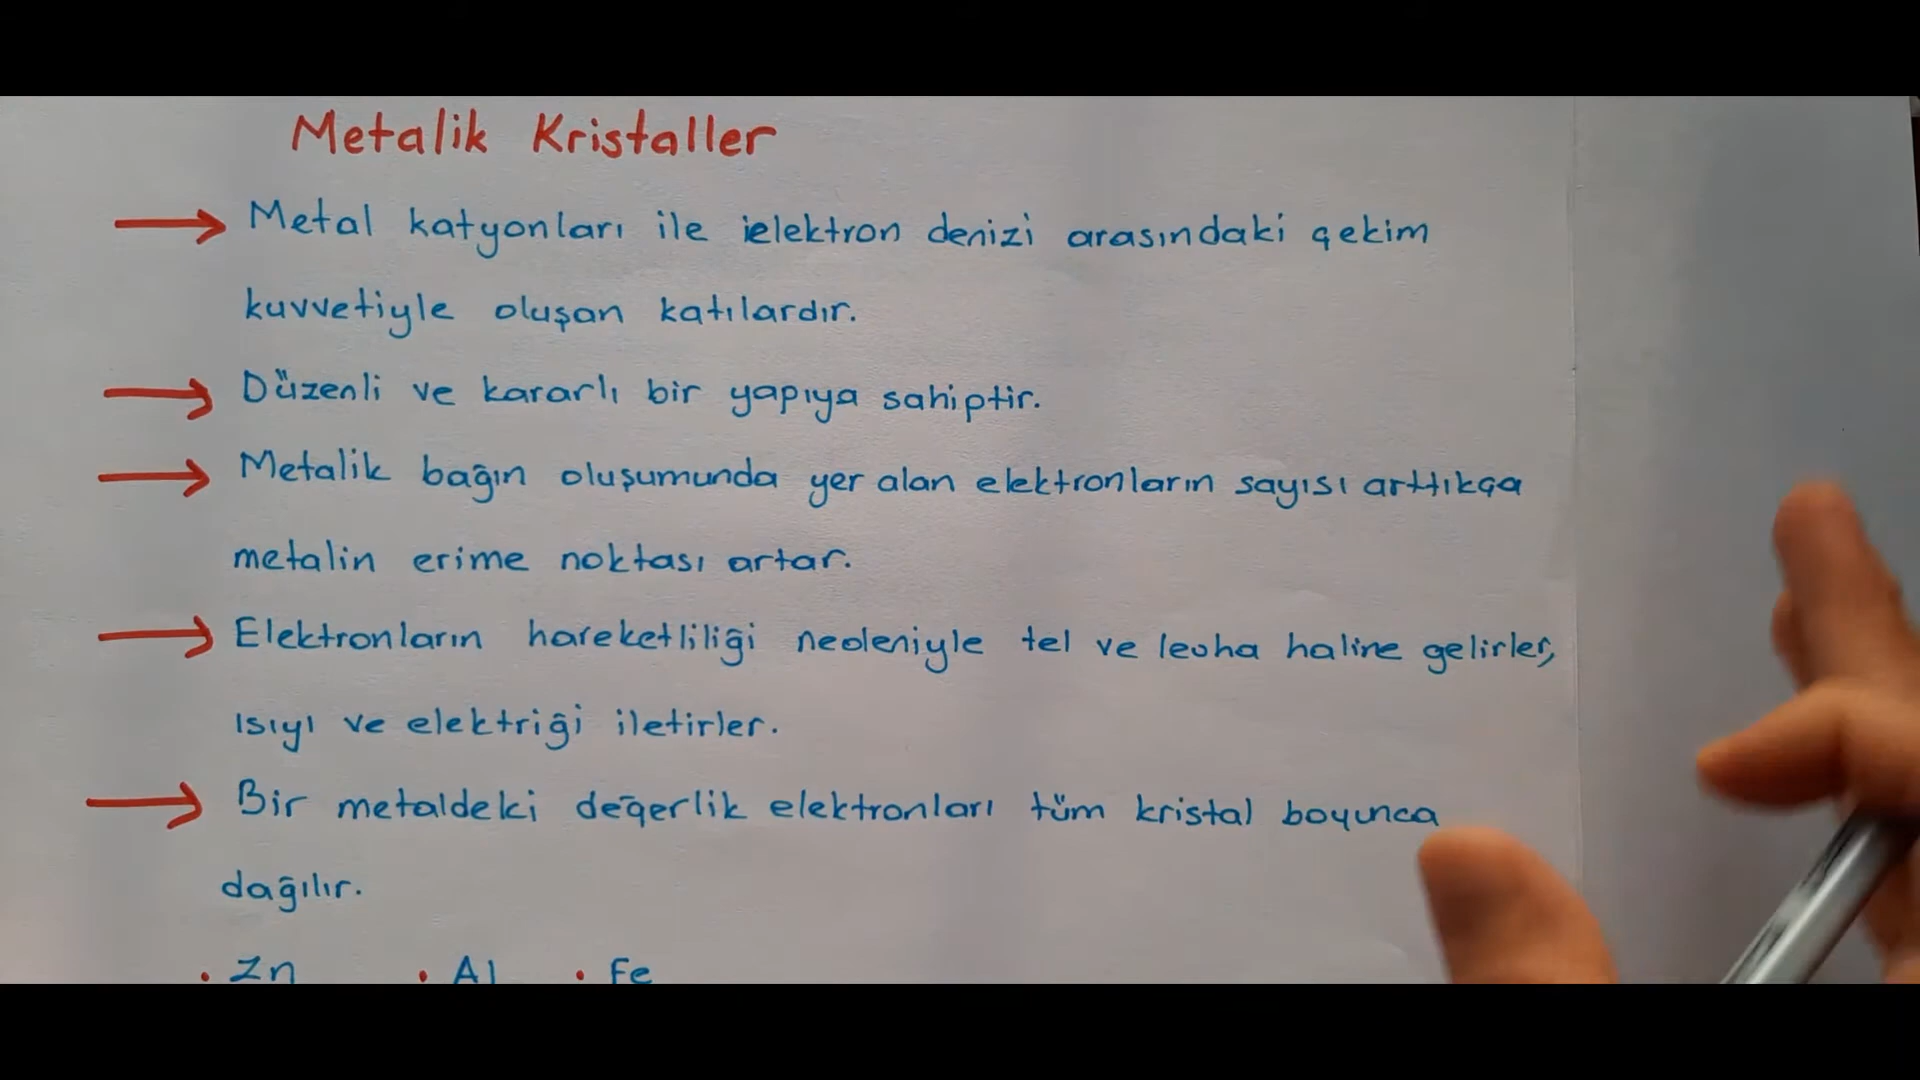 Metalik Kristaller
→ Metal katyonları ile elektron denizi arasındaki çekim
kuvvetiyle oluşan katılardır.
→ Düzenli ve kararlı bir yapıya sahiptir.
→ Metalik bağın oluşumunda yer alan elektronların sayısı arttıkça
metalin erime noktası artar.
→ Elektronların hareketliliği nedeniyle tel ve levha haline gelirler,
ısıyı ve elektriği iletirler.
→ Bir metaldeki değerlik elektronları tüm kristal boyunca
dağılır.
• Zn • Al • Fe